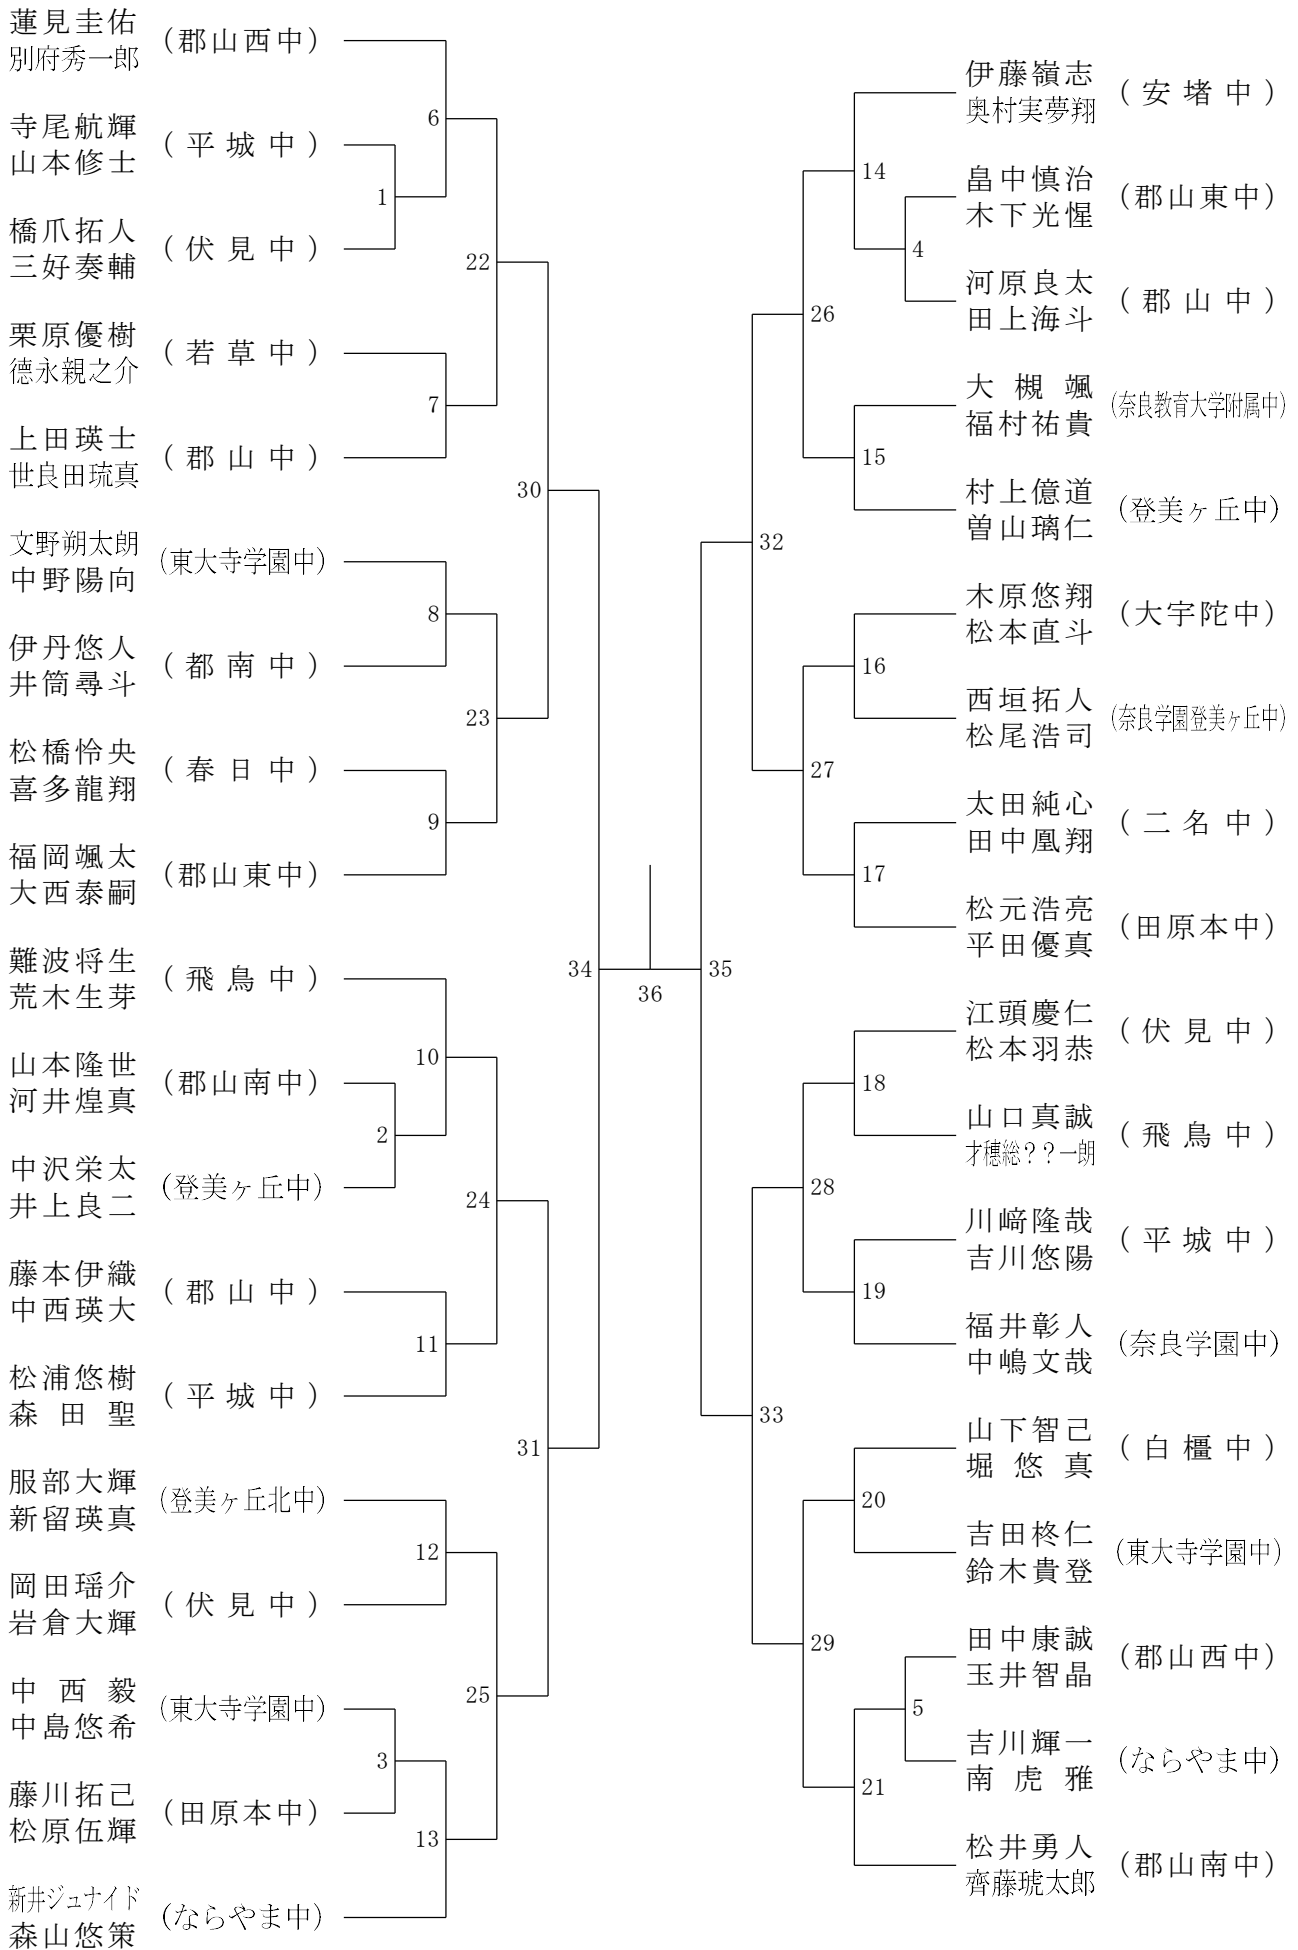 蓮見圭佑
別府秀一郎
(郡山西中)
寺尾航輝
山本修士
(平城中)
橋爪拓人
三好奏輔
(伏見中)
栗原優樹
德永親之介
(若草中)
上田瑛士
世良田琉真
(郡山中)
文野朔太朗
中野陽向
(東大寺学園中)
伊丹悠人
井筒尋斗
(都南中)
松橋怜央
喜多龍翔
(春日中)
福岡颯太
大西泰嗣
(郡山東中)
難波将生
荒木生芽
(飛鳥中)
山本隆世
河井煌真
(郡山南中)
中沢栄太
井上良二
(登美ヶ丘中)
藤本伊織
中西瑛大
(郡山中)
松浦悠樹
森田聖
(平城中)
服部大輝
新留瑛真
(登美ヶ丘北中)
岡田瑶介
岩倉大輝
(伏見中)
中西毅
中島悠希
(東大寺学園中)
藤川拓己
松原伍輝
(田原本中)
新井ジュナイド
森山悠策
(ならやま中)
1
2
3
6
7
8
9
10
11
12
13
22
23
24
25
30
31
34
36
35
32
33
26
27
28
29
14
15
16
17
18
19
20
21
4
5
伊藤嶺志
奥村実夢翔
(安堵中)
畠中慎治
木下光惺
(郡山東中)
河原良太
田上海斗
(郡山中)
大槻颯
福村祐貴
(奈良教育大学附属中)
村上億道
曽山璃仁
(登美ヶ丘中)
木原悠翔
松本直斗
(大宇陀中)
西垣拓人
松尾浩司
(奈良学園登美ヶ丘中)
太田純心
田中凰翔
(二名中)
松元浩亮
平田優真
(田原本中)
江頭慶仁
松本羽恭
(伏見中)
山口真誠
才穗総??一朗
(飛鳥中)
川﨑隆哉
吉川悠陽
(平城中)
福井彰人
中嶋文哉
(奈良学園中)
山下智己
堀悠真
(白橿中)
吉田柊仁
鈴木貴登
(東大寺学園中)
田中康誠
玉井智晶
(郡山西中)
吉川輝一
南虎雅
(ならやま中)
松井勇人
齊藤琥太郎
(郡山南中)